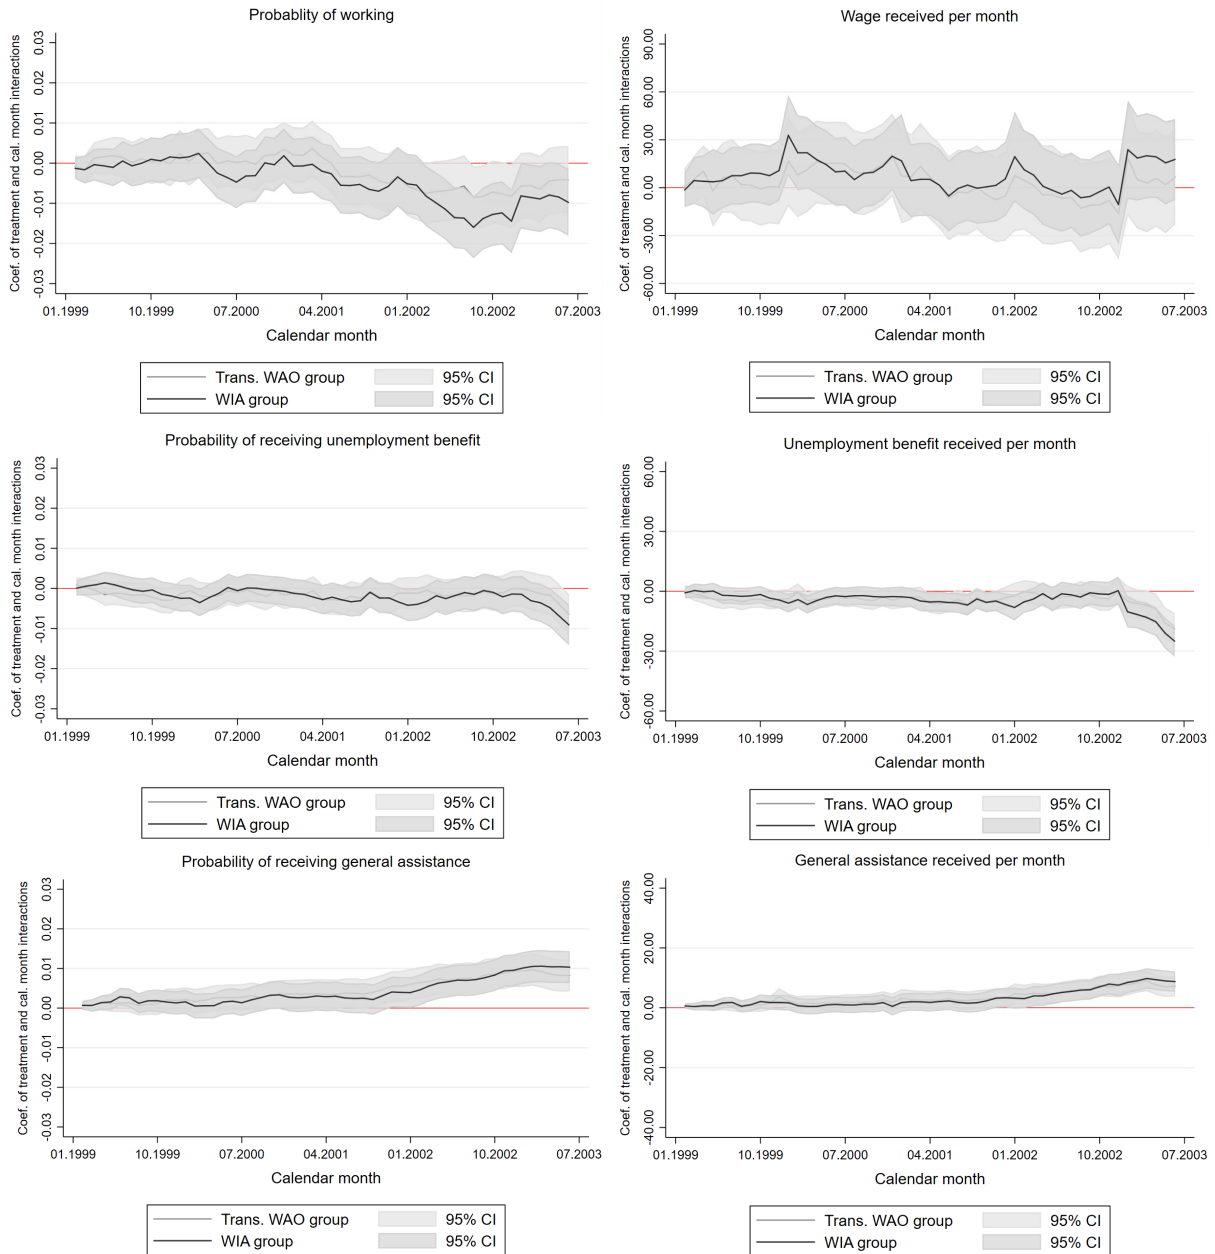 Probablity of working
Coef. of treatment and cal. month interactions
0.03
0.02
0.01
0.00
-0.01
-0.02
-0.03
01.1999 10.1999 07.2000 04.2001 01.2002 10.2002 07.2003
Calendar month
Trans. WAO group 95% CI
WIA group 95% CI
Wage received per month
Coef. of treatment and cal. month interactions
90.00
60.00
30.00
0.00
-30.00
-60.00
01.1999 10.1999 07.2000 04.2001 01.2002 10.2002 07.2003
Calendar month
Trans. WAO group 95% CI
WIA group 95% CI
Probability of receiving unemployment benefit
Coef. of treatment and cal. month interactions
0.03
0.02
0.01
0.00
-0.01
-0.02
-0.03
01.1999 10.1999 07.2000 04.2001 01.2002 10.2002 07.2003
Calendar month
Trans. WAO group 95% CI
WIA group 95% CI
Unemployment benefit received per month
Coef. of treatment and cal. month interactions
60.00
30.00
0.00
-30.00
-60.00
01.1999 10.1999 07.2000 04.2001 01.2002 10.2002 07.2003
Calendar month
Trans. WAO group 95% CI
WIA group 95% CI
Probability of receiving general assistance
Coef. of treatment and cal. month interactions
0.03
0.02
0.01
0.00
-0.01
-0.02
-0.03
01.1999 10.1999 07.2000 04.2001 01.2002 10.2002 07.2003
Calendar month
Trans. WAO group 95% CI
WIA group 95% CI
General assistance received per month
Coef. of treatment and cal. month interactions
40.00
20.00
0.00
-20.00
-40.00
01.1999 10.1999 07.2000 04.2001 01.2002 10.2002 07.2003
Calendar month
Trans. WAO group 95% CI
WIA group 95% CI